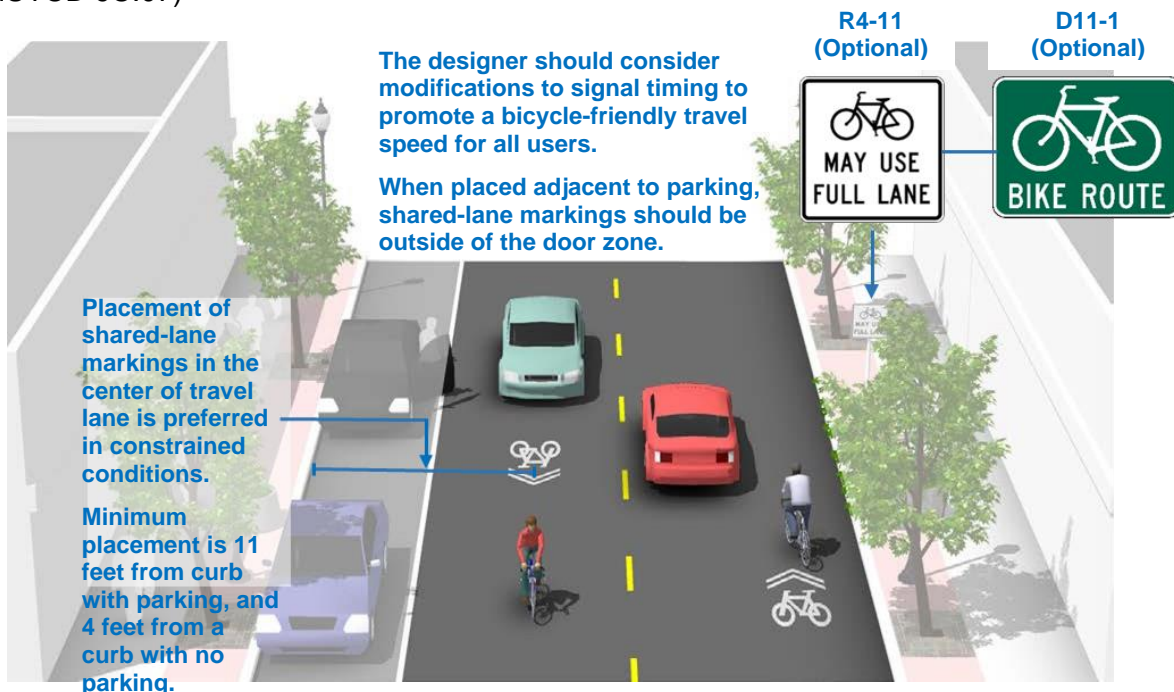 R4-11
(Optional)
D11-1
(Optional)
The designer should consider
modifications to signal timing to
promote a bicycle-friendly travel
speed for all users.
When placed adjacent to parking,
shared-lane markings should be
outside of the door zone.
MAY USE
FULL LANE
BIKE ROUTE
Placement of
shared-lane
markings in the
center of travel
lane is preferred
in constrained
conditions.
Minimum
placement is 11
feet from curb
with parking, and
4 feet from a
curb with no
parking.
MAY USE
FULL LANE